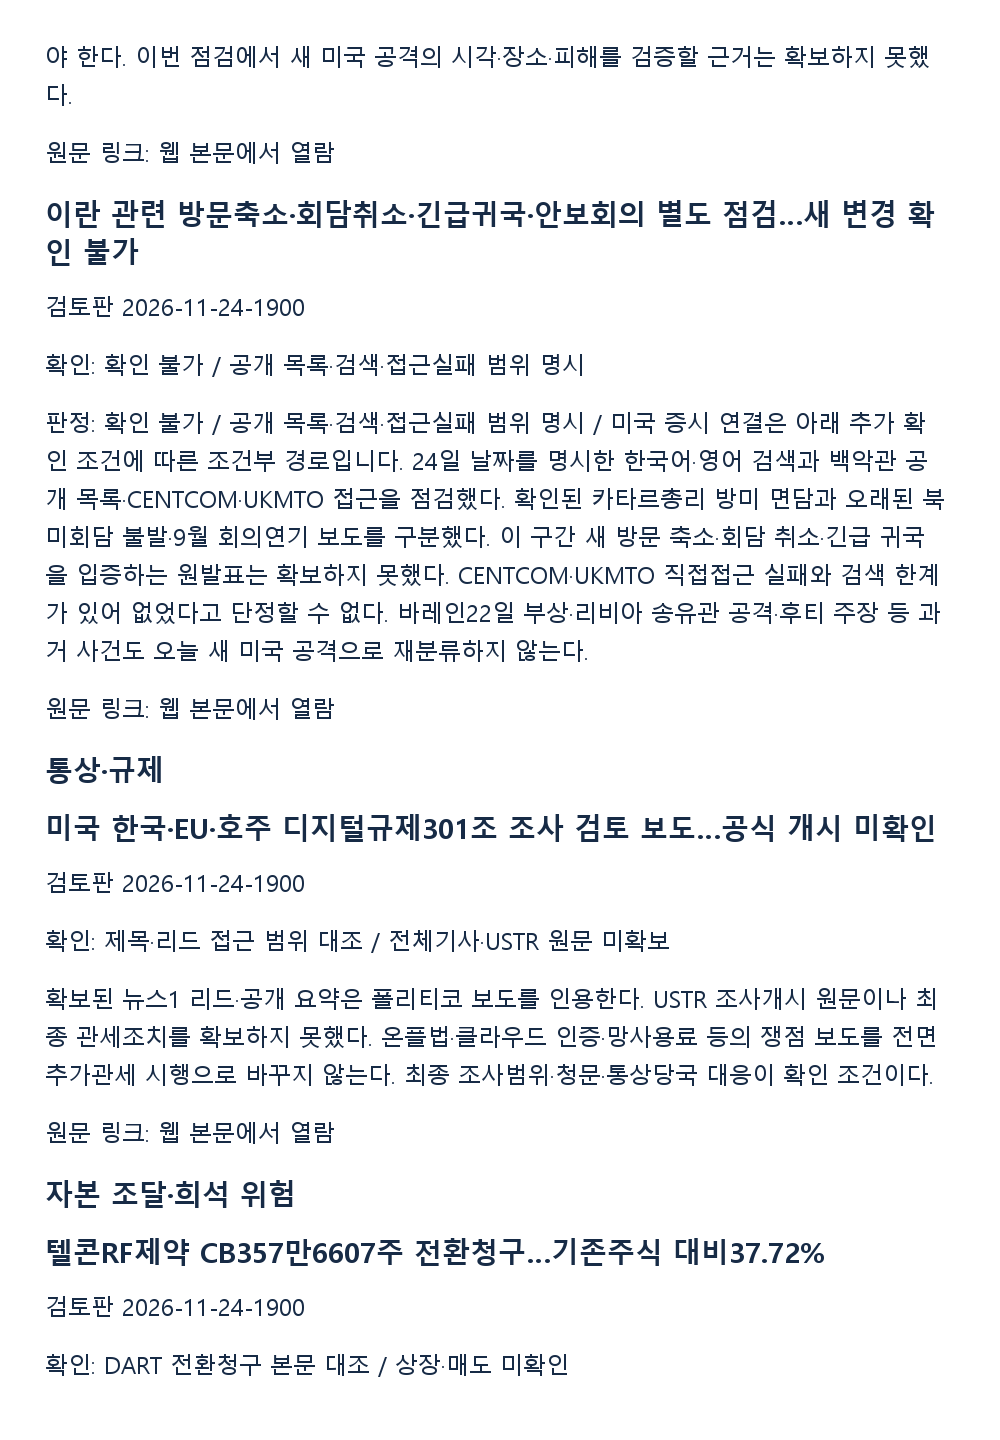 야 한다. 이번 점검에서 새 미국 공격의 시각·장소·피해를 검증할 근거는 확보하지 못했
다.
원문 링크: 웹 본문에서 열람
이란 관련 방문축소·회담취소·긴급귀국·안보회의 별도 점검...새 변경 확
인 불가
검토판 2026-11-24-1900
확인: 확인 불가 / 공개 목록·검색·접근실패 범위 명시
판정: 확인 불가 / 공개 목록·검색·접근실패 범위 명시 / 미국 증시 연결은 아래 추가 확
인 조건에 따른 조건부 경로입니다. 24일 날짜를 명시한 한국어·영어 검색과 백악관 공
개 목록·CENTCOM·UKMTO 접근을 점검했다. 확인된 카타르총리 방미 면담과 오래된 북
미회담 불발·9월 회의연기 보도를 구분했다. 이 구간 새 방문 축소·회담 취소·긴급 귀국
을 입증하는 원발표는 확보하지 못했다. CENTCOM·UKMTO 직접접근 실패와 검색 한계
가 있어 없었다고 단정할 수 없다. 바레인22일 부상·리비아 송유관 공격·후티 주장 등 과
거 사건도 오늘 새 미국 공격으로 재분류하지 않는다.
원문 링크: 웹 본문에서 열람
통상·규제
미국 한국·EU·호주 디지털규제301조 조사 검토 보도...공식 개시 미확인
검토판 2026-11-24-1900
확인: 제목·리드 접근 범위 대조 / 전체기사·USTR 원문 미확보
확보된 뉴스1 리드·공개 요약은 폴리티코 보도를 인용한다. USTR 조사개시 원문이나 최
종 관세조치를 확보하지 못했다. 온플법·클라우드 인증·망사용료 등의 쟁점 보도를 전면
추가관세 시행으로 바꾸지 않는다. 최종 조사범위·청문·통상당국 대응이 확인 조건이다.
원문 링크: 웹 본문에서 열람
자본 조달·희석 위험
텔콘RF제약 CB357만6607주 전환청구...기존주식 대비37.72%
검토판 2026-11-24-1900
확인: DART 전환청구 본문 대조 / 상장·매도 미확인